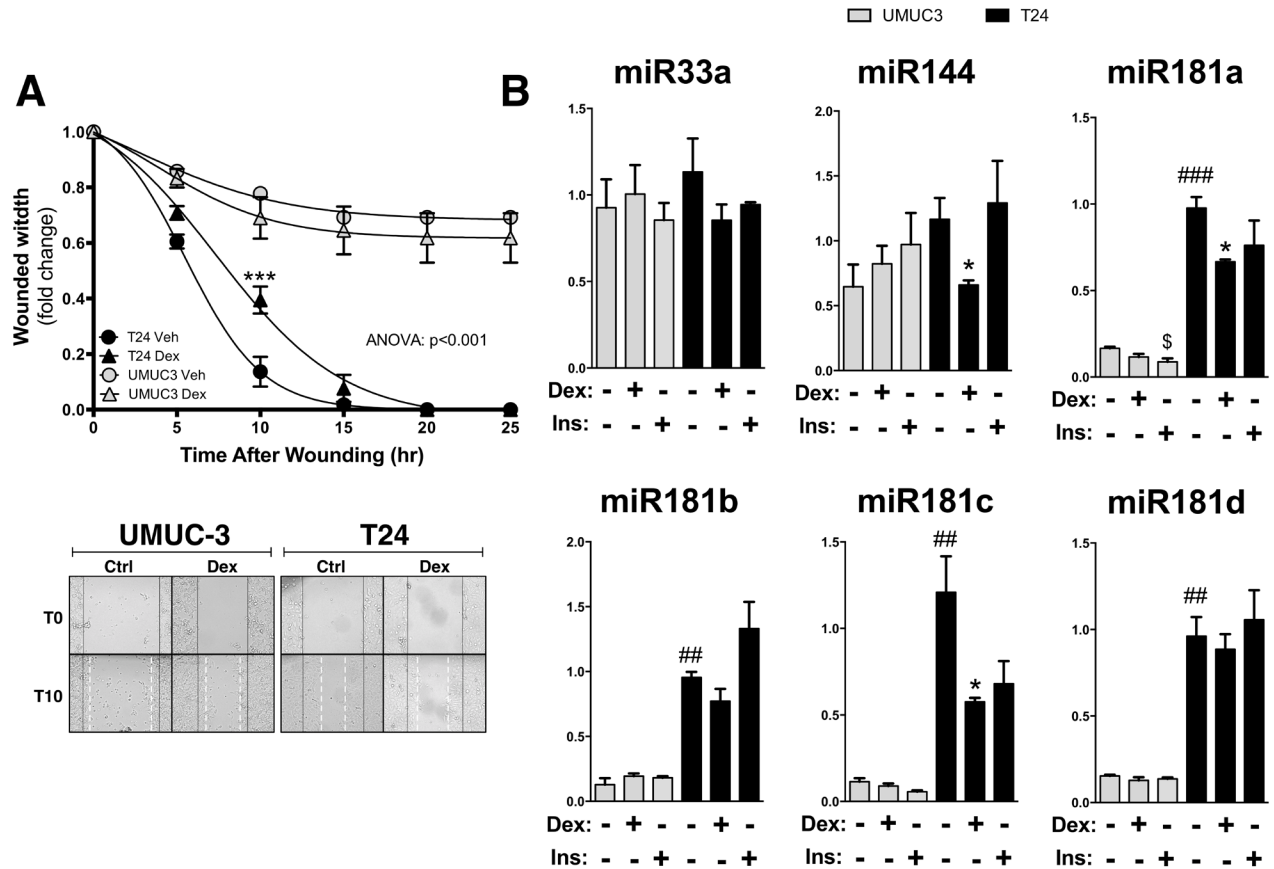 UMUC3 T24
A
1.0
0.8
0.6
0.4
0.2
0.0
Wounded witdth
(fold change)
***
ANOVA: p<0.001
T24 Veh
T24 Dex
UMUC3 Veh
UMUC3 Dex
0 5 10 15 20 25
Time After Wounding (hr)
UMUC-3 T24
Ctrl Dex Ctrl Dex
T0
T10
B
miR33a
1.5
1.0
0.5
0.0
Dex: - + - - + -
Ins: - - + - - +
miR144
2.0
1.5
1.0
0.5
0.0
*
Dex: - + - - + -
Ins: - - + - - +
miR181a
1.5
1.0
0.5
0.0
$
###
*
Dex: - + - - + -
Ins: - - + - - +
miR181b
2.0
1.5
1.0
0.5
0.0
##
Dex: - + - - + -
Ins: - - + - - +
miR181c
1.5
1.0
0.5
0.0
##
*
Dex: - + - - + -
Ins: - - + - - +
miR181d
1.5
1.0
0.5
0.0
##
Dex: - + - - + -
Ins: - - + - - +